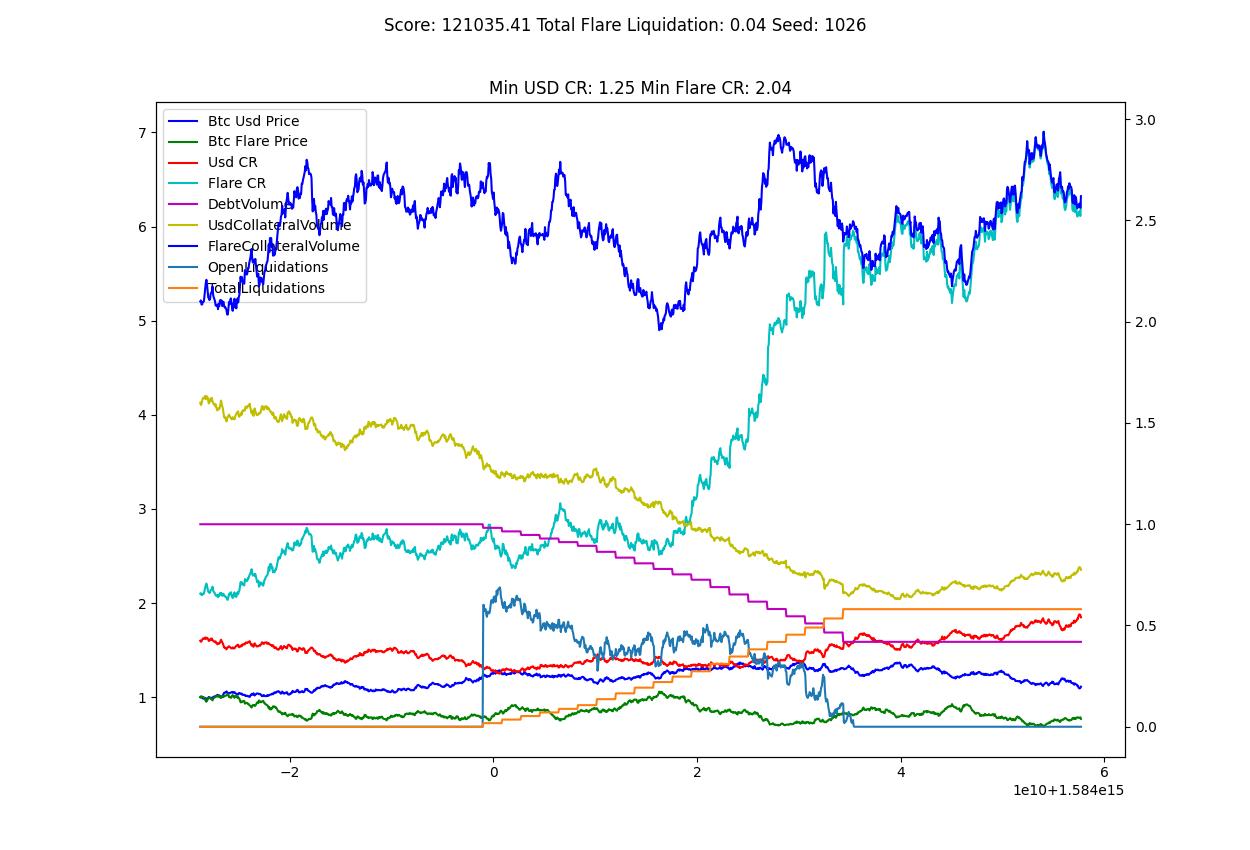 Score: 121035.41 Total Flare Liquidation: 0.04 Seed: 1026
Min USD CR: 1.25 Min Flare CR: 2.04
Btc Usd Price
Btc Flare Price
Usd CR
Flare CR
DebtVolume
UsdCollateralVolume
FlareCollateralVolume
OpenLiquidations
TotalLiquidations
7
6
5
4
3
2
1
3.0
2.5
2.0
1.5
1.0
0.5
0.0
−2
0
2
4
6
1e10+1.584e15